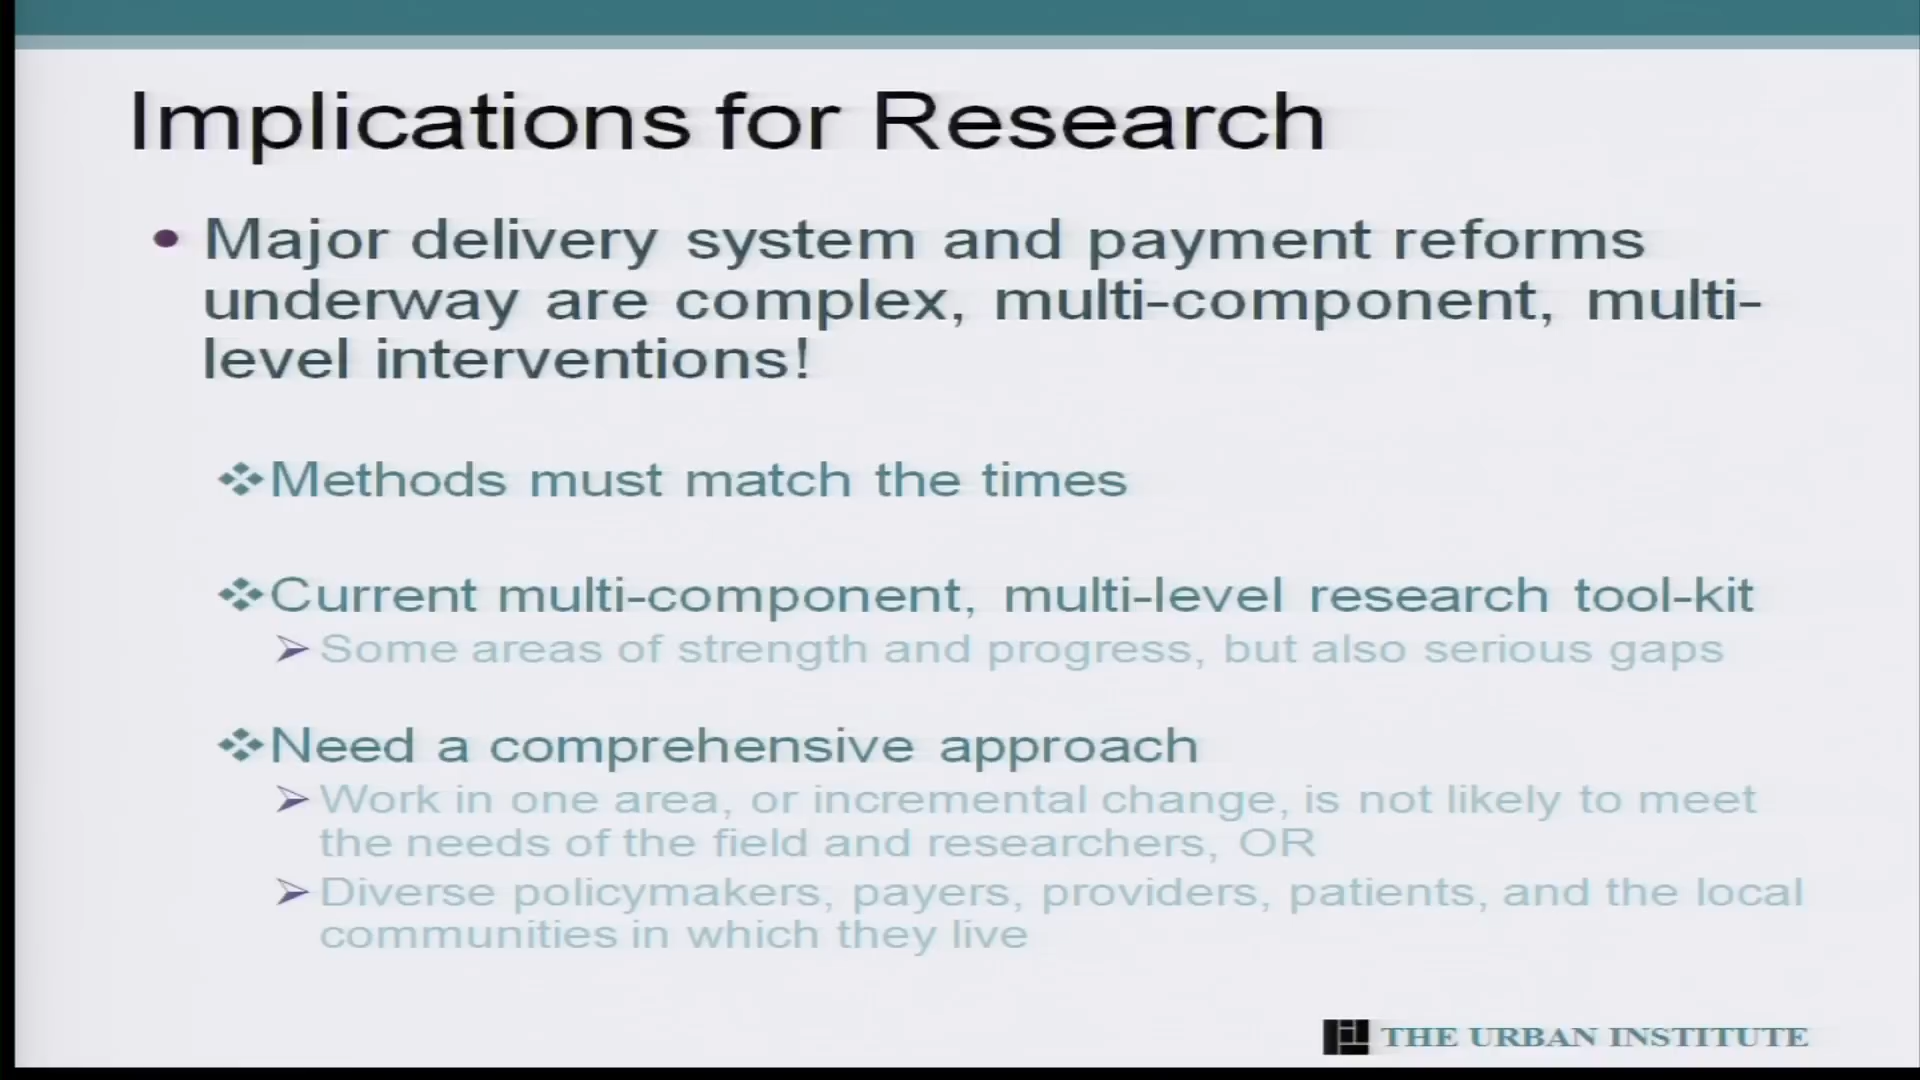 Implications for Research
• Major delivery system and payment reforms
underway are complex, multi-component, multi-
level interventions!
❖Methods must match the times
❖Current multi-component, multi-level research tool-kit
➢Some areas of strength and progress, but also serious gaps
❖Need a comprehensive approach
➢Work in one area, or incremental change, is not likely to meet
the needs of the field and researchers, OR
➢Diverse policymakers, payers, providers, patients, and the local
communities in which they live
THE URBAN INSTITUTE